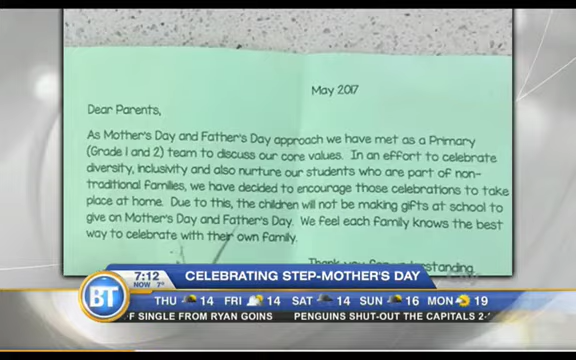 May 2017
Dear Parents,
As Mother's Day and Father's Day approach we have met as a Primary
(Grade 1 and 2) team to discuss our core values. In an effort to celebrate
diversity, inclusivity and also nurture our students who are part of non-
traditional families, we have decided to encourage those celebrations to take
place at home. Due to this, the children will not be making gifts at school to
give on Mother's Day and Father's Day. We feel each family knows the best
way to celebrate with their own family.
Thank you for understanding
BT
7:12
NOW 7°
CELEBRATING STEP-MOTHER'S DAY
THU 14 FRI 14 SAT 14 SUN 16 MON 19
F SINGLE FROM RYAN GOINS PENGUINS SHUT-OUT THE CAPITALS 2-